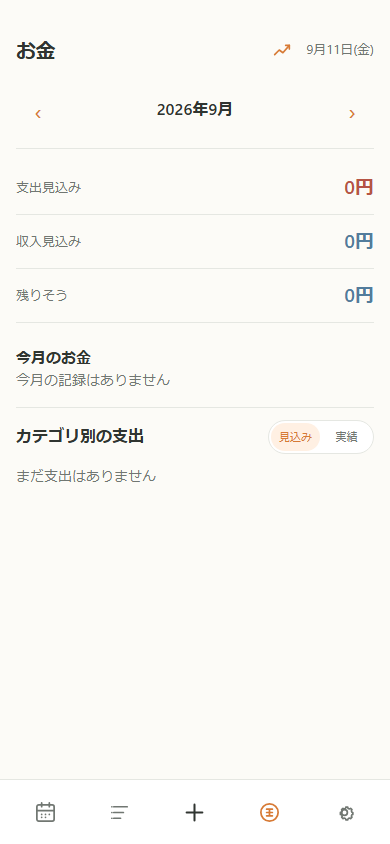 お金
9月11日(金)
2026年9月
支出見込み
0円
収入見込み
0円
残りそう
0円
今月のお金
今月の記録はありません
カテゴリ別の支出
見込み
実績
まだ支出はありません